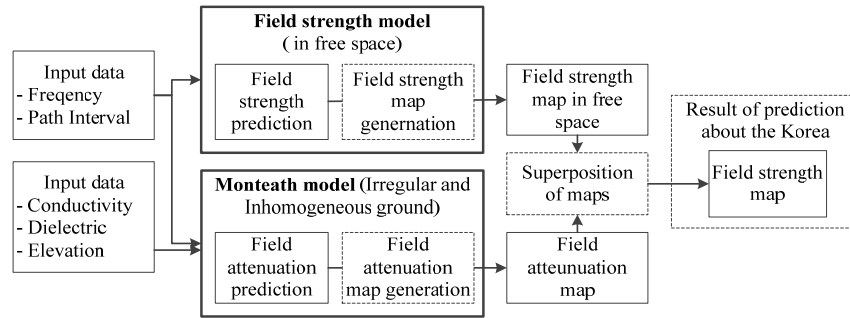 Input data
- Freqency
- Path Interval
Input data
- Conductivity
- Dielectric
- Elevation
Field strength model
( in free space)
Field
strength
prediction
Field strength
map
genernation
Monteath model (Irregular and
Inhomogeneous ground)
Field
attenuation
prediction
Field
attenuation
map generation
Field strength
map in free
space
Superposition
of maps
Field
atteunuation
map
Result of prediction
about the Korea
Field strength
map